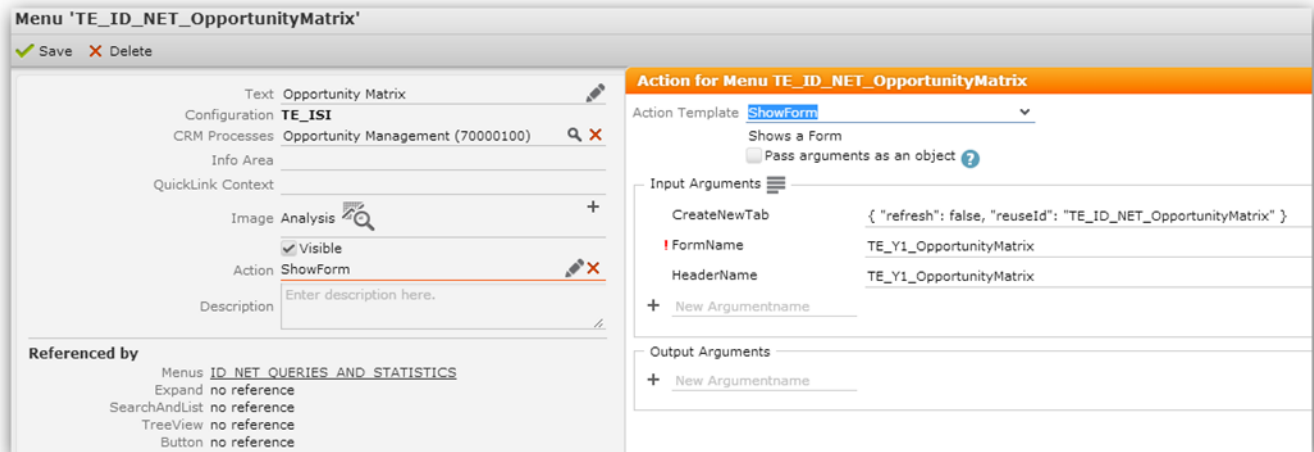 Menu 'TE_ID_NET_OpportunityMatrix'
Save Delete
Text Opportunity Matrix
Configuration TE_ISI
CRM Processes Opportunity Management (70000100)
Info Area
QuickLink Context
Image Analysis
Visible
Action ShowForm
Description Enter description here.
Referenced by
Menus ID_NET_QUERIES_AND_STATISTICS
Expand no reference
SearchAndList no reference
TreeView no reference
Button no reference
Action for Menu TE_ID_NET_OpportunityMatrix
Action Template ShowForm
Shows a Form
Pass arguments as an object ?
Input Arguments
CreateNewTab { "refresh": false, "reuseId": "TE_ID_NET_OpportunityMatrix" }
! FormName TE_Y1_OpportunityMatrix
HeaderName TE_Y1_OpportunityMatrix
+ New Argumentname
Output Arguments
+ New Argumentname